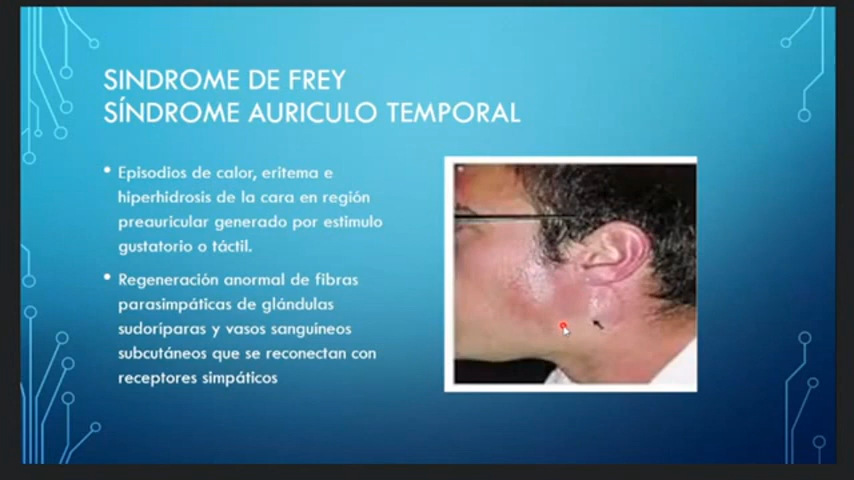 SINDROME DE FREY
SÍNDROME AURICULO TEMPORAL
• Episodios de calor, eritema e
hiperhidrosis de la cara en región
preauricular generado por estimulo
gustatorio o táctil.
• Regeneración anormal de fibras
parasimpáticas de glándulas
sudoríparas y vasos sanguíneos
subcutáneos que se reconectan con
receptores simpáticos